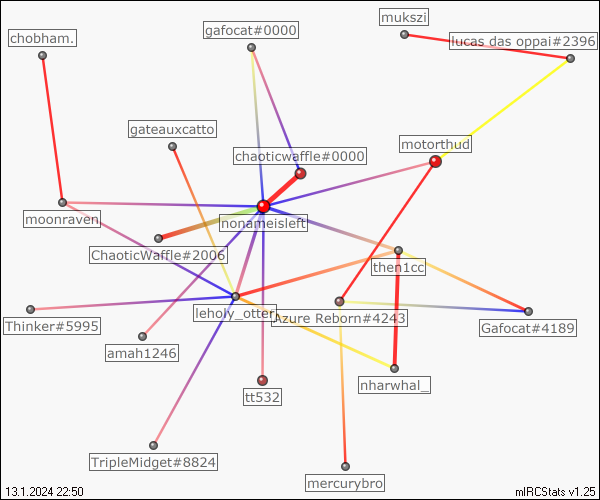 mukszi
gafocat#0000
chobham.
lucas das oppai#2396
gateauxcatto
motorthud
chaoticwaffle#0000
moonraven
nonameisleft
ChaoticWaffle#2006
then1cc
leholy_otter
Azure Reborn#4243
Thinker#5995
Gafocat#4189
amah1246
nharwhal_
tt532
TripleMidget#8824
mercurybro
13.1.2024 22:50
mIRCStats v1.25